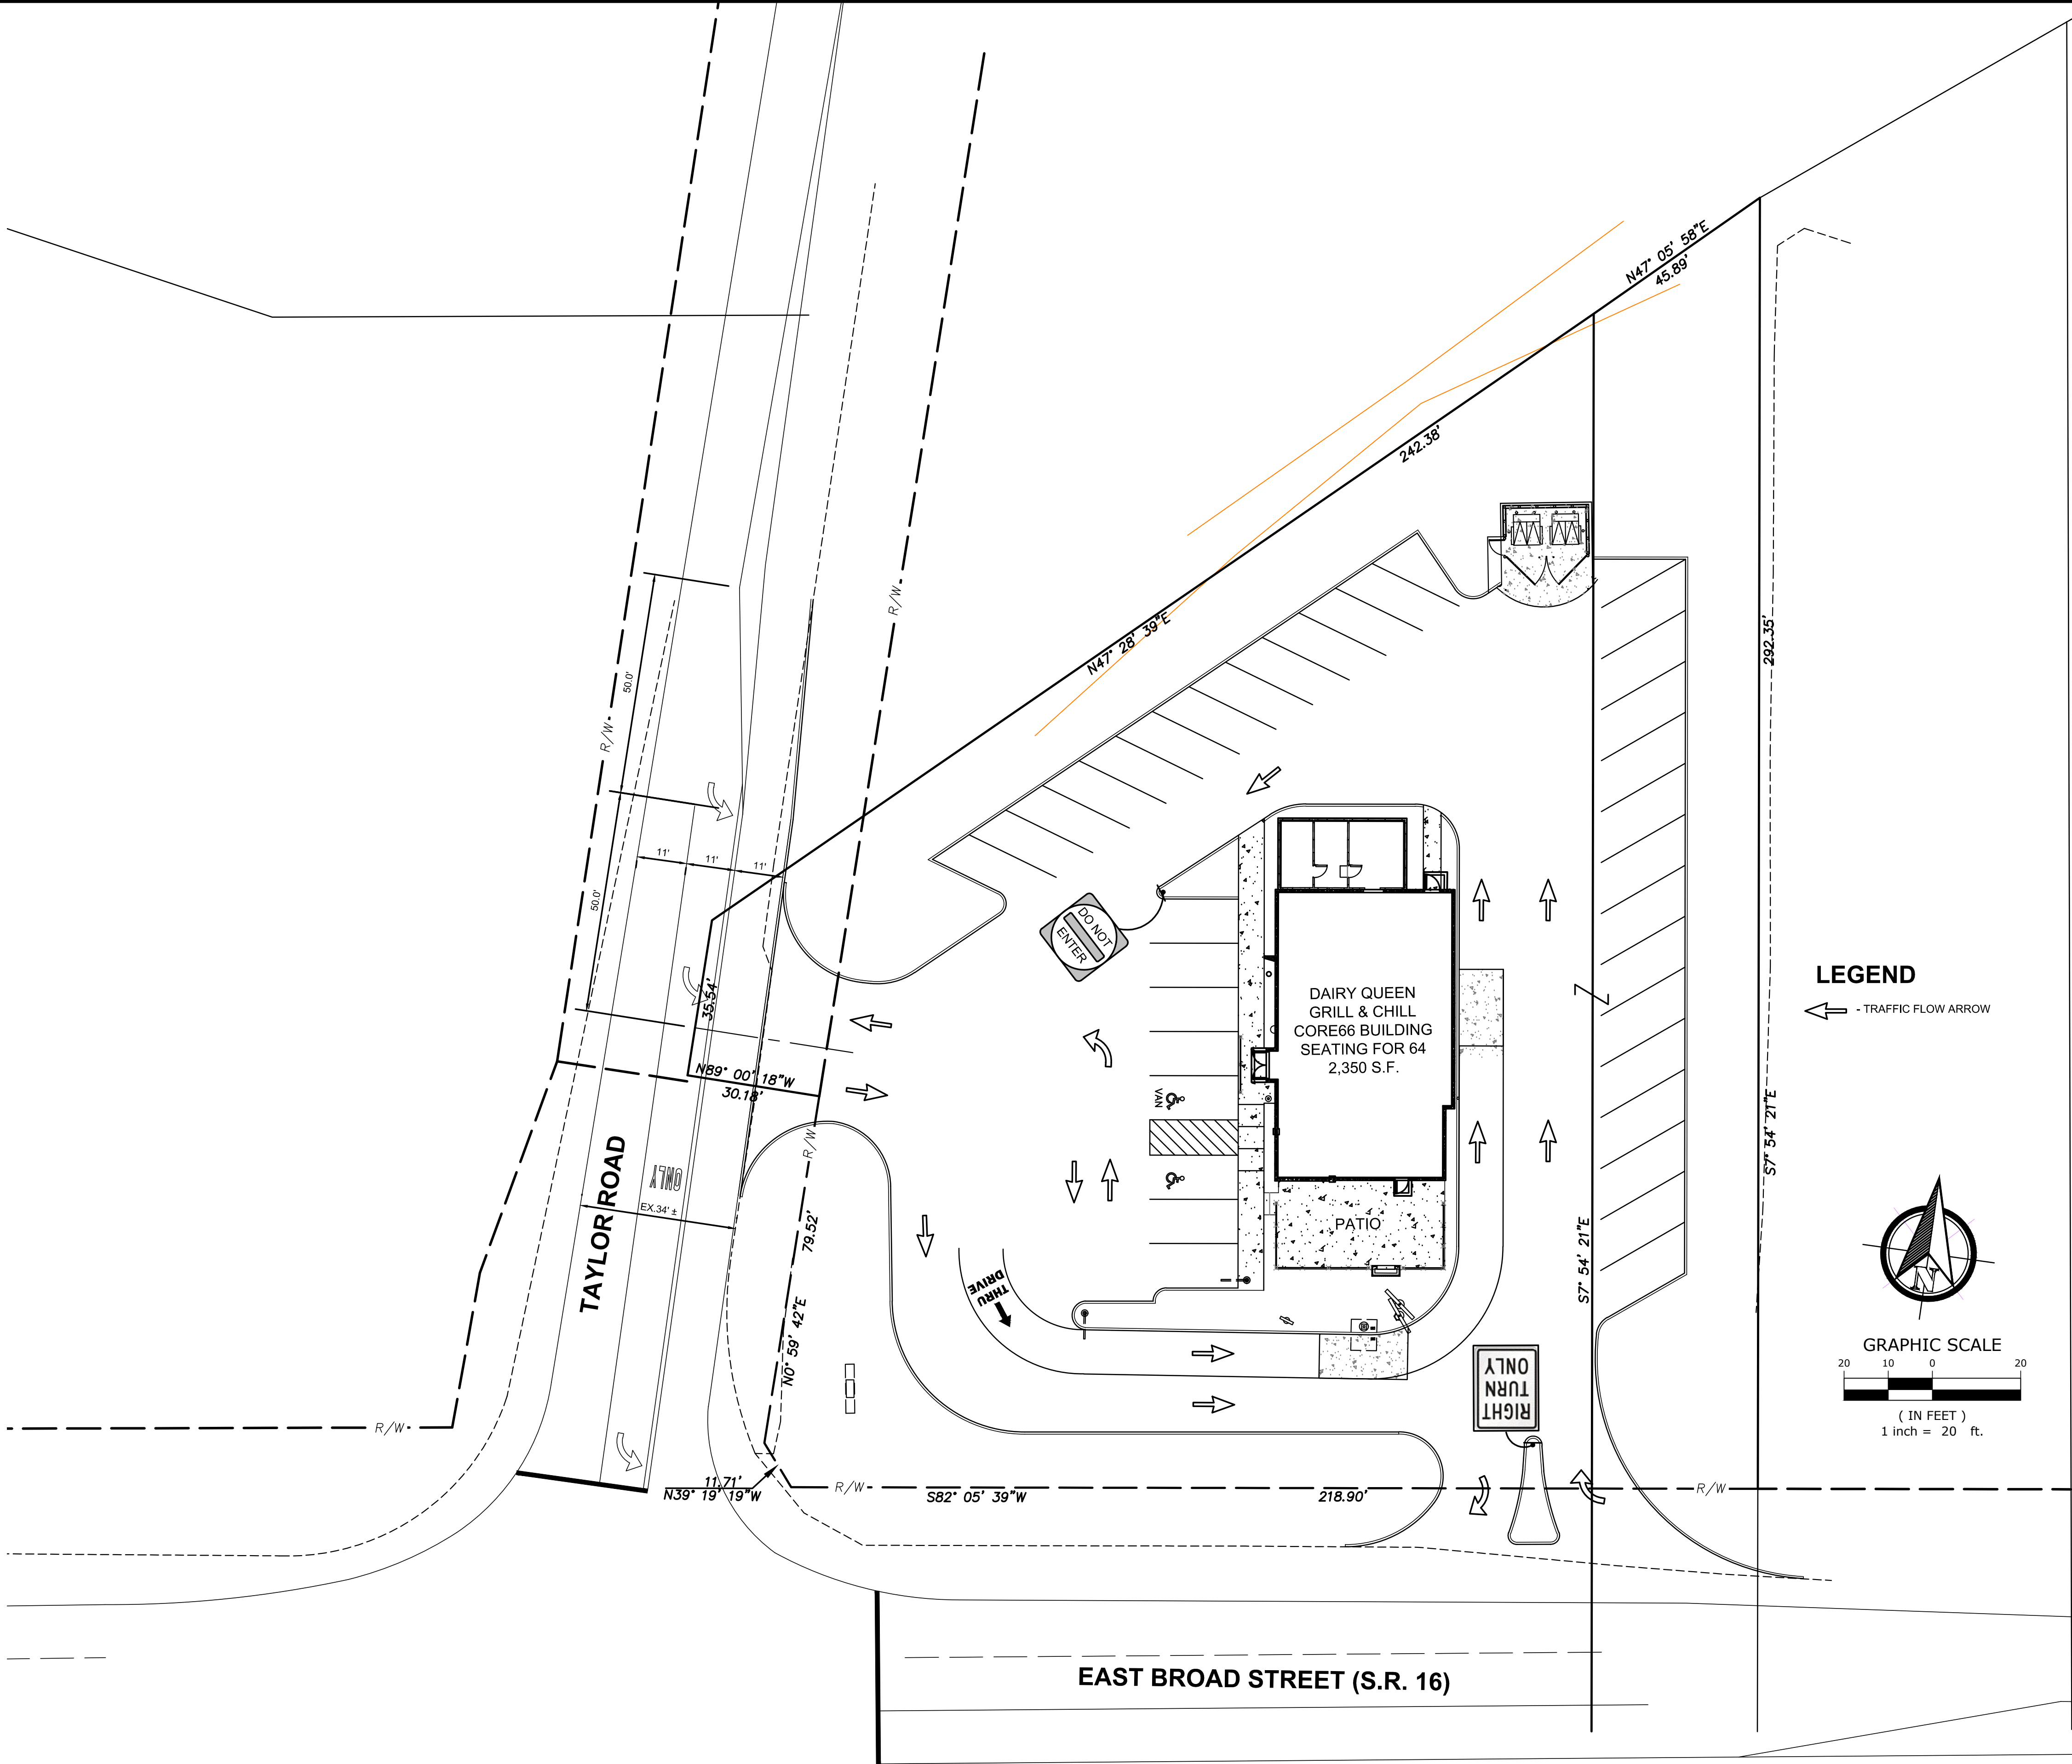 N47° 05' 58"E
45.89'
242.38'
N47° 28' 39"E
R/W
R/W
50.0'
50.0'
11'
11'
11'
292.35'
DO NOT
ENTER
35.54'
N89° 00' 18"W
30.18'
R/W
DAIRY QUEEN
GRILL & CHILL
CORE66 BUILDING
SEATING FOR 64
2,350 S.F.
LEGEND
- TRAFFIC FLOW ARROW
VAN
TAYLOR ROAD
ONLY
EX.34' ±
79.52'
N0° 59' 42"E
PATIO
S7° 54' 21"E
S7° 54' 21"E
DRIVE
THRU
N
GRAPHIC SCALE
20 10 0 20
( IN FEET )
1 inch = 20 ft.
RIGHT
TURN
ONLY
R/W
11.71'
N39° 19' 19"W
R/W
S82° 05' 39"W
218.90'
R/W
EAST BROAD STREET (S.R. 16)